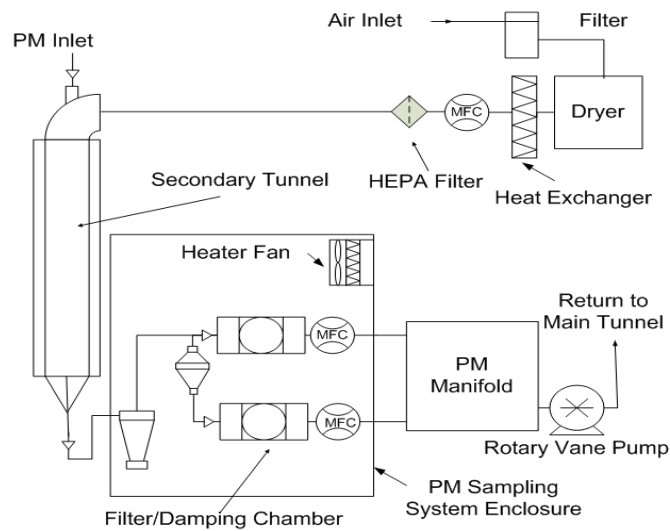 Air Inlet
Filter
PM Inlet
MFC
Dryer
HEPA Filter
Heat Exchanger
Secondary Tunnel
Heater Fan
Return to
Main Tunnel
MFC
PM
Manifold
MFC
Rotary Vane Pump
PM Sampling
System Enclosure
Filter/Damping Chamber